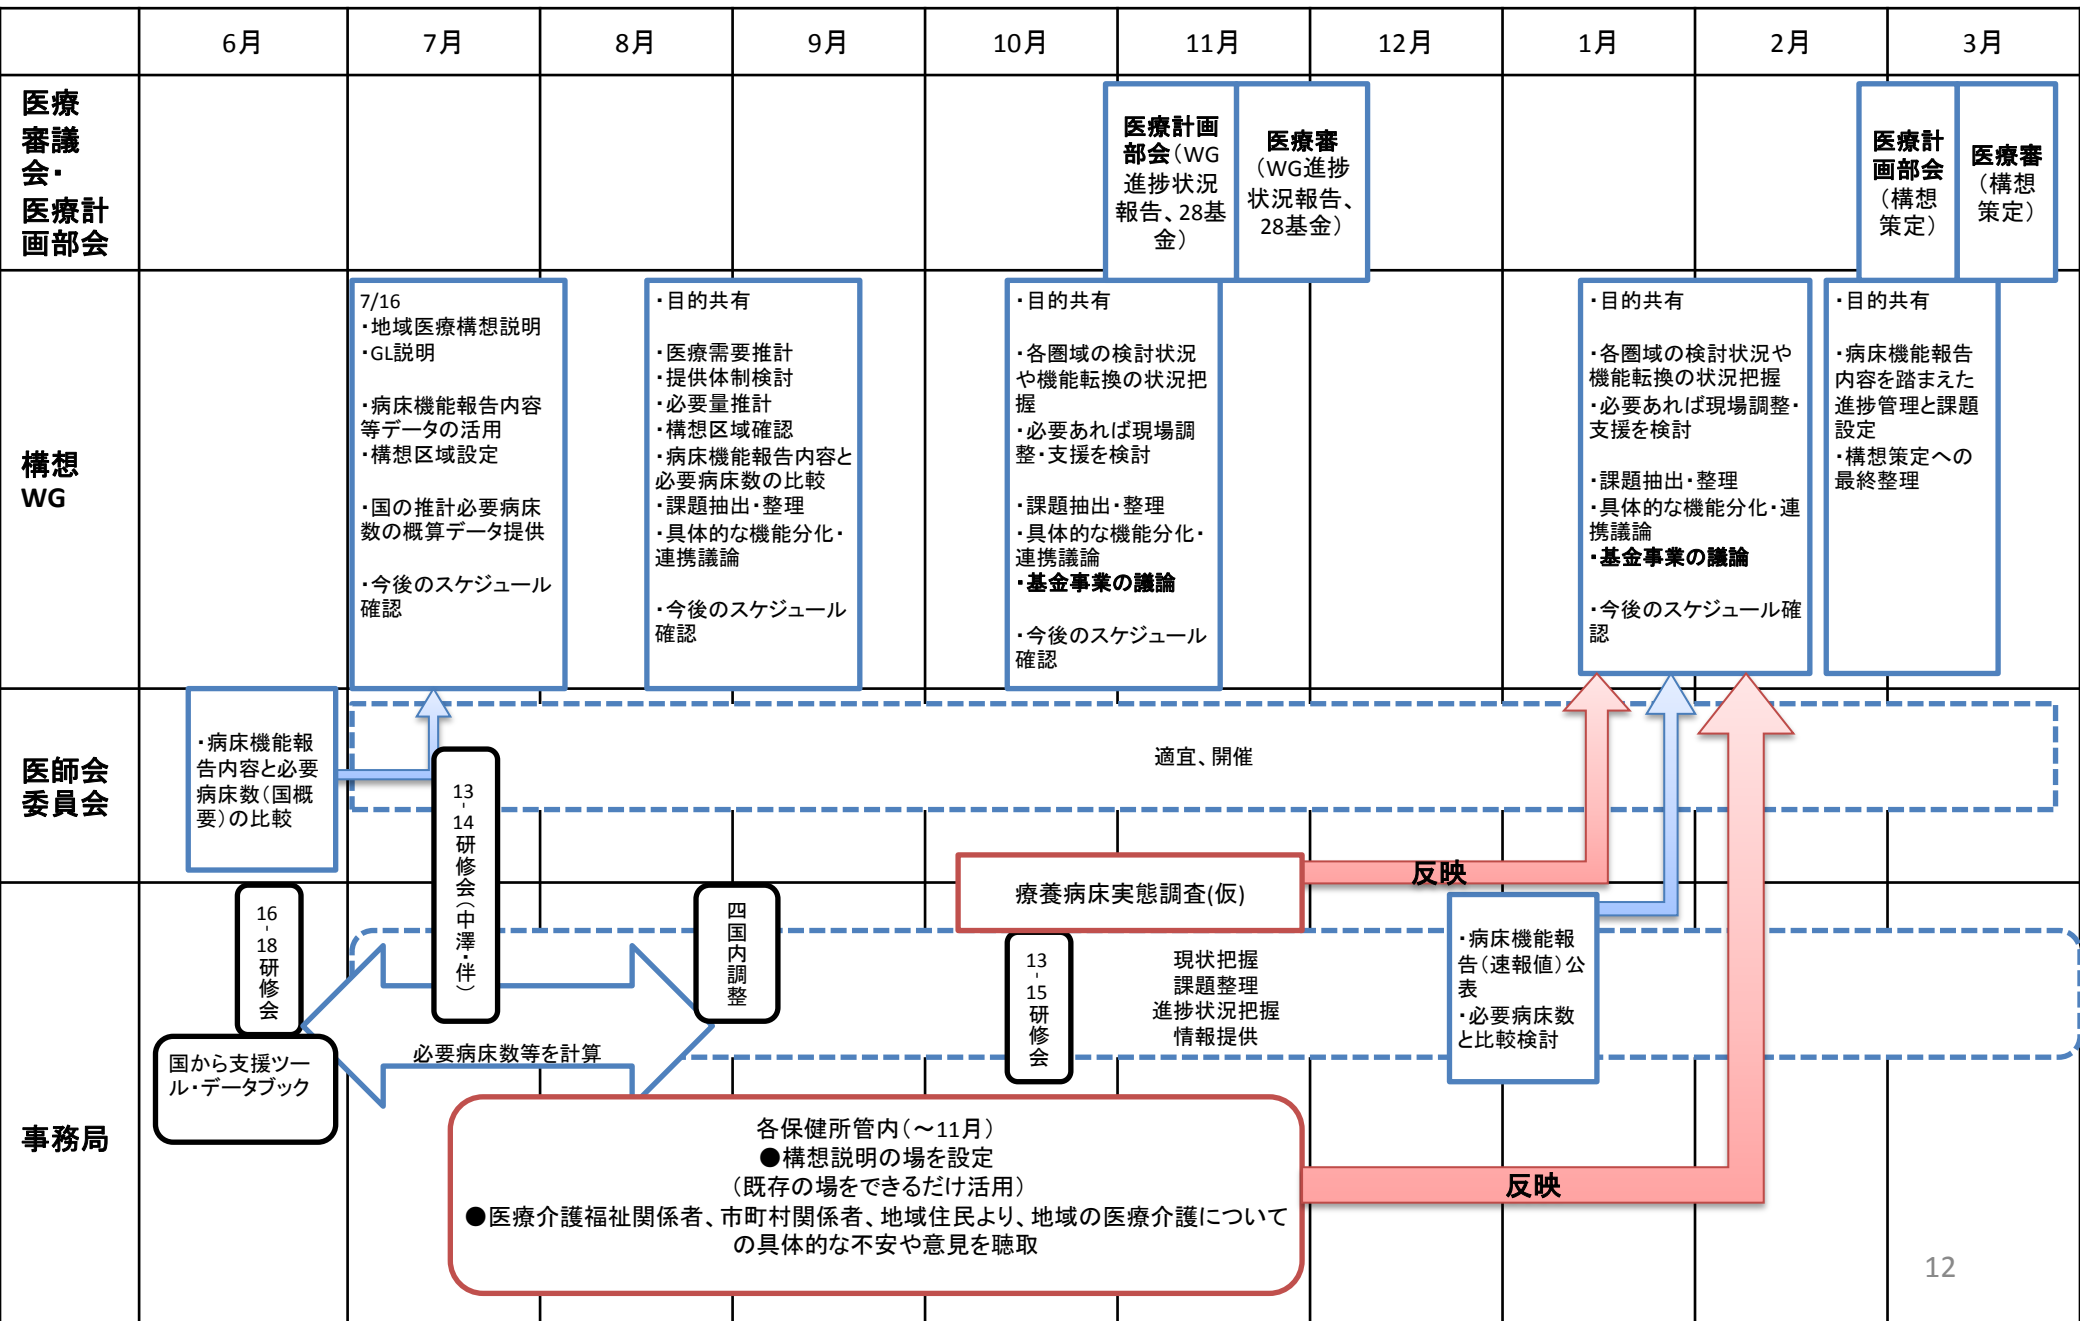 6月
7月
8月
9月
10月
11月
12月
1月
2月
3月
医療
審議
会・
医療計
画部会
医療計画
部会（WG
進捗状況
報告、28基
金）
医療審
（WG進捗
状況報告、
28基金）
医療計
画部会
（構想
策定）
医療審
（構想
策定）
構想
WG
7/16
・地域医療構想説明
・GL説明
・病床機能報告内容
等データの活用
・構想区域設定
・国の推計必要病床
数の概算データ提供
・今後のスケジュール
確認
・目的共有
・医療需要推計
・提供体制検討
・必要量推計
・構想区域確認
・病床機能報告内容と
必要病床数の比較
・課題抽出・整理
・具体的な機能分化・
連携議論
・今後のスケジュール
確認
・目的共有
・各圏域の検討状況
や機能転換の状況把
握
・必要あれば現場調
整・支援を検討
・課題抽出・整理
・具体的な機能分化・
連携議論
・基金事業の議論
・今後のスケジュール
確認
・目的共有
・各圏域の検討状況や
機能転換の状況把握
・必要あれば現場調整・
支援を検討
・課題抽出・整理
・具体的な機能分化・連
携議論
・基金事業の議論
・今後のスケジュール確
認
・目的共有
・病床機能報告
内容を踏まえた
進捗管理と課題
設定
・構想策定への
最終整理
医師会
委員会
・病床機能報
告内容と必要
病床数（国概
要）の比較
適宜、開催
13-14研修会（中澤・伴）
療養病床実態調査(仮)
反映
事務局
16-18研修会
国から支援ツー
ル・データブック
必要病床数等を計算
四国内調整
13-15研修会
現状把握
課題整理
進捗状況把握
情報提供
・病床機能報
告（速報値）公
表
・必要病床数
と比較検討
各保健所管内（～11月）
●構想説明の場を設定
（既存の場をできるだけ活用）
●医療介護福祉関係者、市町村関係者、地域住民より、地域の医療介護について
の具体的な不安や意見を聴取
反映
12